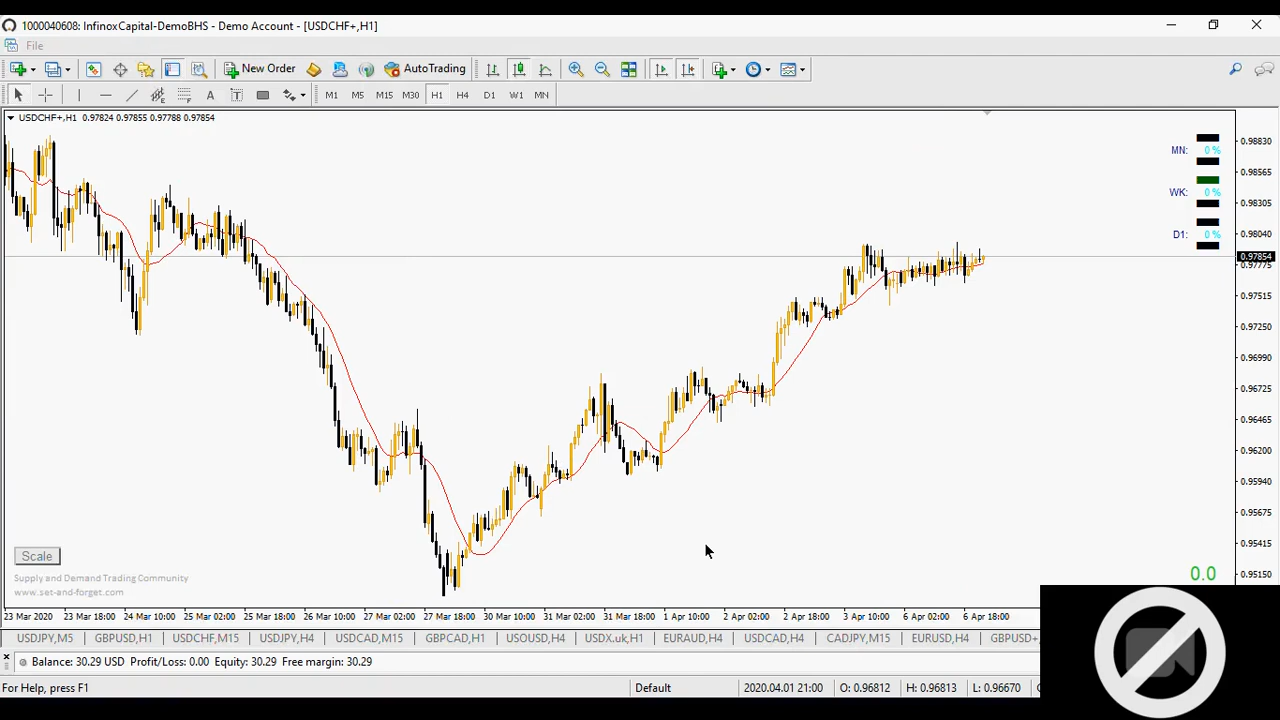 1000040608: InfinoxCapital-DemoBHS - Demo Account - [USDCHF+,H1]
File
New Order AutoTrading
A T M1 M5 M15 M30 H1 H4 D1 W1 MN
USDCHF+,H1 0.97824 0.97855 0.97788 0.97854
0.98830
MN: 0 %
0.98565
WK: 0 %
0.98305
D1: 0 %
0.98040
0.97854
0.97775
0.97515
0.97250
0.96990
0.96725
0.96465
0.96200
0.95940
0.95675
0.95415
0.95150
Scale
Supply and Demand Trading Community
www.set-and-forget.com
0.0
23 Mar 2020 23 Mar 18:00 24 Mar 10:00 25 Mar 02:00 25 Mar 18:00 26 Mar 10:00 27 Mar 02:00 27 Mar 18:00 30 Mar 10:00 31 Mar 02:00 31 Mar 18:00 1 Apr 10:00 2 Apr 02:00 2 Apr 18:00 3 Apr 10:00 6 Apr 02:00 6 Apr 18:00
USDJPY,M5 GBPUSD,H1 USDCHF,M15 USDJPY,H4 USDCAD,M15 GBPCAD,H1 USOUSD,H4 USDX.uk,H1 EURAUD,H4 USDCAD,H4 CADJPY,M15 EURUSD,H4 GBPUSD+,
Balance: 30.29 USD Profit/Loss: 0.00 Equity: 30.29 Free margin: 30.29
For Help, press F1 Default 2020.04.01 21:00 O: 0.96812 H: 0.96813 L: 0.96670